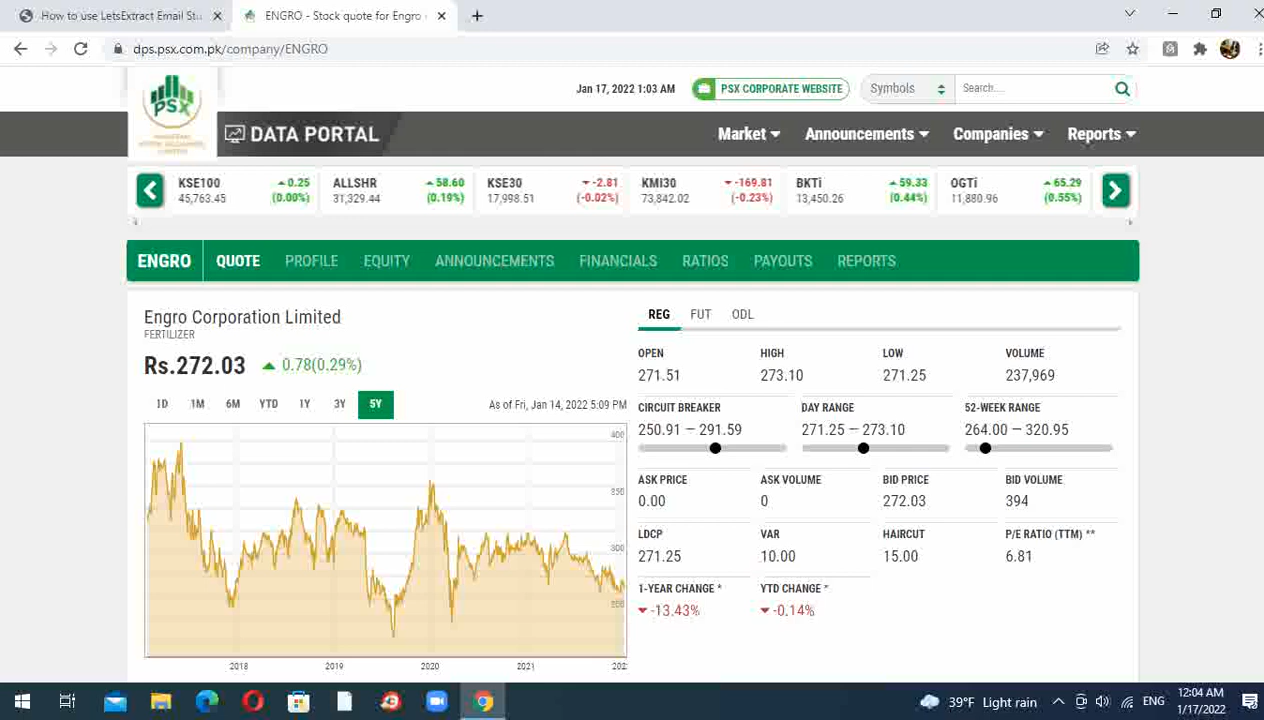 How to use LetsExtract Email Stu
ENGRO - Stock quote for Engro
dps.psx.com.pk/company/ENGRO
PSX
Jan 17, 2022 1:03 AM
PSX CORPORATE WEBSITE
Symbols
Search....
DATA PORTAL
Market
Announcements
Companies
Reports
KSE100 0.25
45,763.45 (0.00%)
ALLSHR 58.60
31,329.44 (0.19%)
KSE30 -2.81
17,998.51 (-0.02%)
KMI30 -169.81
73,842.02 (-0.23%)
BKTi 59.33
13,450.26 (0.44%)
OGTi 65.29
11,880.96 (0.55%)
ENGRO QUOTE PROFILE EQUITY ANNOUNCEMENTS FINANCIALS RATIOS PAYOUTS REPORTS
Engro Corporation Limited
FERTILIZER
Rs.272.03 0.78(0.29%)
1D 1M 6M YTD 1Y 3Y 5Y
As of Fri, Jan 14, 2022 5:09 PM
400
350
300
2018 2019 2020 2021
REG FUT ODL
OPEN HIGH LOW VOLUME
271.51 273.10 271.25 237,969
CIRCUIT BREAKER DAY RANGE 52-WEEK RANGE
250.91 — 291.59 271.25 — 273.10 264.00 — 320.95
ASK PRICE ASK VOLUME BID PRICE BID VOLUME
0.00 0 272.03 394
LDCP VAR HAIRCUT P/E RATIO (TTM) **
271.25 10.00 15.00 6.81
1-YEAR CHANGE * YTD CHANGE *
-13.43% -0.14%
39°F Light rain
ENG
12:04 AM
1/17/2022